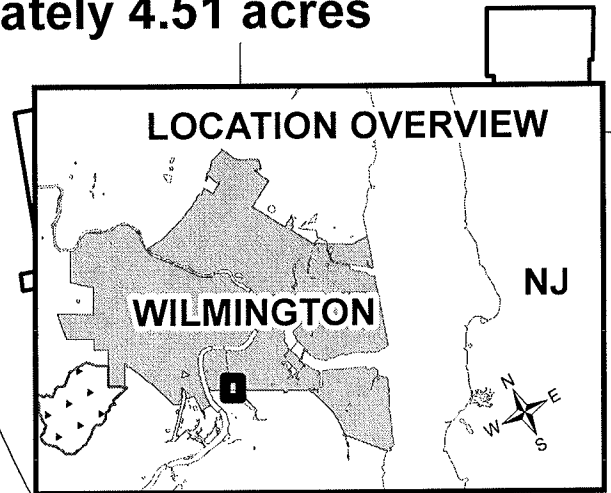 ately 4.51 acres
LOCATION OVERVIEW
NJ
WILMINGTON
N
E
W
S